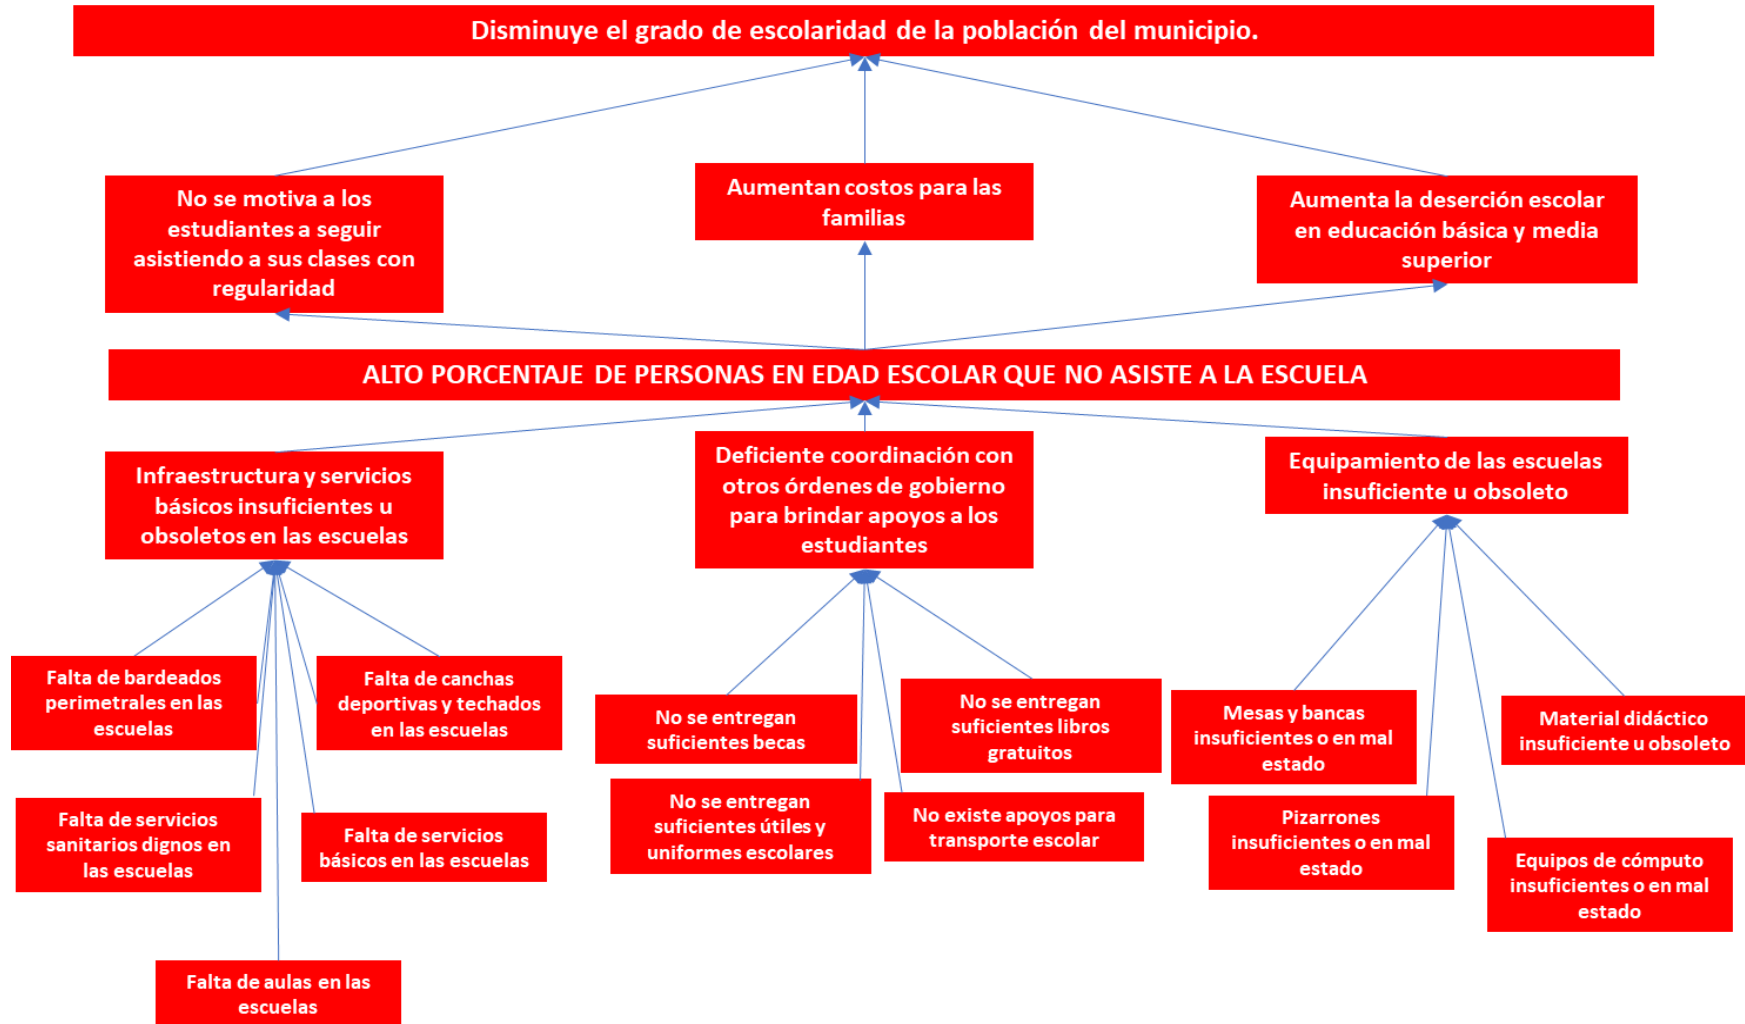 Disminuye el grado de escolaridad de la población del municipio.
No se motiva a los
estudiantes a seguir
asistiendo a sus clases con
regularidad
Aumentan costos para las
familias
Aumenta la deserción escolar
en educación básica y media
superior
ALTO PORCENTAJE DE PERSONAS EN EDAD ESCOLAR QUE NO ASISTE A LA ESCUELA
Infraestructura y servicios
básicos insuficientes u
obsoletos en las escuelas
Deficiente coordinación con
otros órdenes de gobierno
para brindar apoyos a los
estudiantes
Equipamiento de las escuelas
insuficiente u obsoleto
Falta de bardeados
perimetrales en las
escuelas
Falta de canchas
deportivas y techados
en las escuelas
Falta de servicios
sanitarios dignos en
las escuelas
Falta de servicios
básicos en las escuelas
Falta de aulas en las
escuelas
No se entregan
suficientes becas
No se entregan
suficientes libros
gratuitos
No se entregan
suficientes útiles y
uniformes escolares
No existe apoyos para
transporte escolar
Mesas y bancas
insuficientes o en mal
estado
Material didáctico
insuficiente u obsoleto
Pizarrones
insuficientes o en mal
estado
Equipos de cómputo
insuficientes o en mal
estado